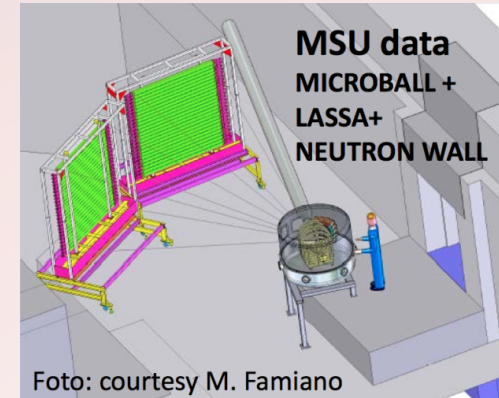 MSU data
MICROBALL +
LASSA+
NEUTRON WALL
Foto: courtesy M. Famiano